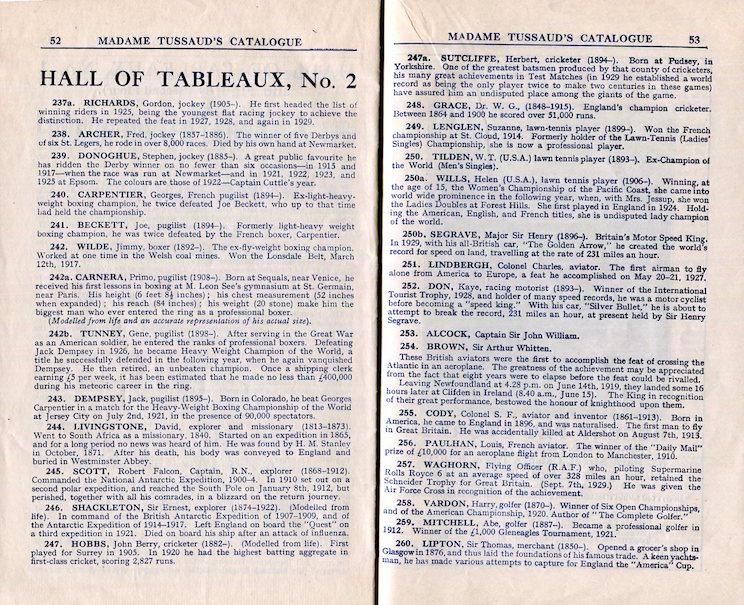 52 MADAME TUSSAUD'S CATALOGUE
HALL OF TABLEAUX, No. 2
237a. RICHARDS, Gordon, jockey (1905-). He first headed the list of
winning riders in 1925, being the youngest flat racing jockey to achieve the
distinction. He repeated the feat in 1927, 1928, and again in 1929.
238. ARCHER, Fred, jockey (1857-1886). The winner of five Derbys and
of six St. Legers, he rode in over 8,000 races. Died by his own hand at Newmarket.
239. DONOGHUE, Stephen, jockey (1885-). A great public favourite he
has ridden the Derby winner on no fewer than six occasions—in 1915 and
1917—when the race was run at Newmarket—and in 1921, 1922, 1923, and
1925 at Epsom. The colours are those of 1922—Captain Cuttle's year.
240. CARPENTIER, Georges, French pugilist (1894-). Ex-light-heavy-
weight boxing champion, he twice defeated Joe Beckett, who up to that time
had held the championship.
241. BECKETT, Joe, pugilist (1894-). Formerly light-heavy weight
boxing champion, he was twice defeated by the French boxer, Carpentier.
242. WILDE, Jimmy, boxer (1892-). The ex-fly-weight boxing champion.
Worked at one time in the Welsh coal mines. Won the Lonsdale Belt, March
12th, 1917.
242a. CARNERA, Primo, pugilist (1908-). Born at Sequals, near Venice, he
received his first lessons in boxing at M. Leon See's gymnasium at St. Germain,
near Paris. His height (6 feet 8½ inches); his chest measurement (52 inches
when expanded); his reach (84 inches); his weight (20 stone) make him the
biggest man who ever entered the ring as a professional boxer.
(Modelled from life and an accurate representation of his actual size).
242b. TUNNEY, Gene, pugilist (1898-). After serving in the Great War
as an American soldier, he entered the ranks of professional boxers. Defeating
Jack Dempsey in 1926, he became Heavy Weight Champion of the World, a
title he successfully defended in the following year, when he again vanquished
Dempsey. He then retired, an unbeaten champion. Once a shipping clerk
earning £5 per week, it has been estimated that he made no less than £400,000
during his meteoric career in the ring.
243. DEMPSEY, Jack, pugilist (1895-). Born in Colorado, he beat Georges
Carpentier in a match for the Heavy-Weight Boxing Championship of the World
at Jersey City on July 2nd, 1921, in the presence of 90,000 spectators.
244. LIVINGSTONE, David, explorer and missionary (1813-1873).
Went to South Africa as a missionary, 1840. Started on an expedition in 1865,
and for a long period no news was heard of him. He was found by H. M. Stanley
in October, 1871. After his death, his body was conveyed to England and
buried in Westminster Abbey.
245. SCOTT, Robert Falcon, Captain, R.N., explorer (1868-1912).
Commanded the National Antarctic Expedition, 1900-4. In 1910 set out on a
second polar expedition, and reached the South Pole on January 8th, 1912, but
perished, together with all his comrades, in a blizzard on the return journey.
246. SHACKLETON, Sir Ernest, explorer (1874-1922). (Modelled from
life). In command of the British Antarctic Expedition of 1907-1909, and of
the Antarctic Expedition of 1914-1917. Left England on board the "Quest" on
a third expedition in 1921. Died on board his ship after an attack of influenza.
247. HOBBS, John Berry, cricketer (1882-). (Modelled from life). First
played for Surrey in 1905. In 1920 he had the highest batting aggregate in
first-class cricket, scoring 2,827 runs.
MADAME TUSSAUD'S CATALOGUE 53
247a. SUTCLIFFE, Herbert, cricketer (1894-). Born at Pudsey, in
Yorkshire. One of the greatest batsmen produced by that county of cricketers,
his many great achievements in Test Matches (in 1929 he established a world
record as being the only player twice to make two centuries in these games)
have assured him an undisputed place among the giants of the game.
248. GRACE, Dr. W. G., (1848-1915). England's champion cricketer.
Between 1864 and 1900 he scored over 51,000 runs.
249. LENGLEN, Suzanne, lawn-tennis player (1899-). Won the French
championship at St. Cloud, 1914. Formerly holder of the Lawn-Tennis (Ladies'
Singles) Championship, she is now a professional player.
250. TILDEN, W. T. (U.S.A.) lawn tennis player (1893-). Ex-Champion of
the World (Men's Singles).
250a. WILLS, Helen (U.S.A.), lawn tennis player (1906-). Winning, at
the age of 15, the Women's Championship of the Pacific Coast, she came into
world wide prominence in the following year, when, with Mrs. Jessup, she won
the Ladies Doubles at Forest Hills. She first played in England in 1924. Hold-
ing the American, English, and French titles, she is undisputed lady champion
of the world.
250b, SEGRAVE, Major Sir Henry (1896-). Britain's Motor Speed King.
In 1929, with his all-British car, "The Golden Arrow," he created the world's
record for speed on land, travelling at the rate of 231 miles an hour.
251. LINDBERGH, Colonel Charles, aviator. The first airman to fly
alone from America to Europe, a feat he accomplished on May 20-21, 1927.
252. DON, Kaye, racing motorist (1893-). Winner of the International
Tourist Trophy, 1928, and holder of many speed records, he was a motor cyclist
before becoming a "speed king." With his car, "Silver Bullet," he is about to
attempt to break the record, 231 miles an hour, at present held by Sir Henry
Segrave.
253. ALCOCK, Captain Sir John William.
254. BROWN, Sir Arthur Whitten.
These British aviators were the first to accomplish the feat of crossing the
Atlantic in an aeroplane. The greatness of the achievement may be appreciated
from the fact that eight years were to elapse before the feat could be rivalled.
Leaving Newfoundland at 4.28 p.m. on June 14th, 1919, they landed some 16
hours later at Clifden in Ireland (8.40 a.m., June 15). The King in recognition
of their great performance, bestowed the honour of knighthood upon them.
255. CODY, Colonel S. F., aviator and inventor (1861-1913). Born in
America, he came to England in 1896, and was naturalised. The first man to fly
in Great Britain. He was accidentally killed at Aldershot on August 7th, 1913.
256. PAULHAN, Louis, French aviator. The winner of the "Daily Mail"
prize of £10,000 for an aeroplane flight from London to Manchester, 1910.
257. WAGHORN, Flying Officer (R.A.F.) who, piloting Supermarine
Rolls Royce 6 at an average speed of over 328 miles an hour, retained the
Schneider Trophy for Great Britain. (Sept. 7th, 1929.) He was given the
Air Force Cross in recognition of the achievement.
258. VARDON, Harry, golfer (1870-). Winner of Six Open Championships,
and of the American Championship, 1920. Author of "The Complete Golfer."
259. MITCHELL, Abe, golfer (1887-). Became a professional golfer in
1912. Winner of the £1,000 Gleneagles Tournament, 1921.
260. LIPTON, Sir Thomas, merchant (1850-). Opened a grocer's shop in
Glasgow in 1876, and thus laid the foundations of his famous trade. A keen yachts-
man, he has made various attempts to capture for England the "America" Cup.